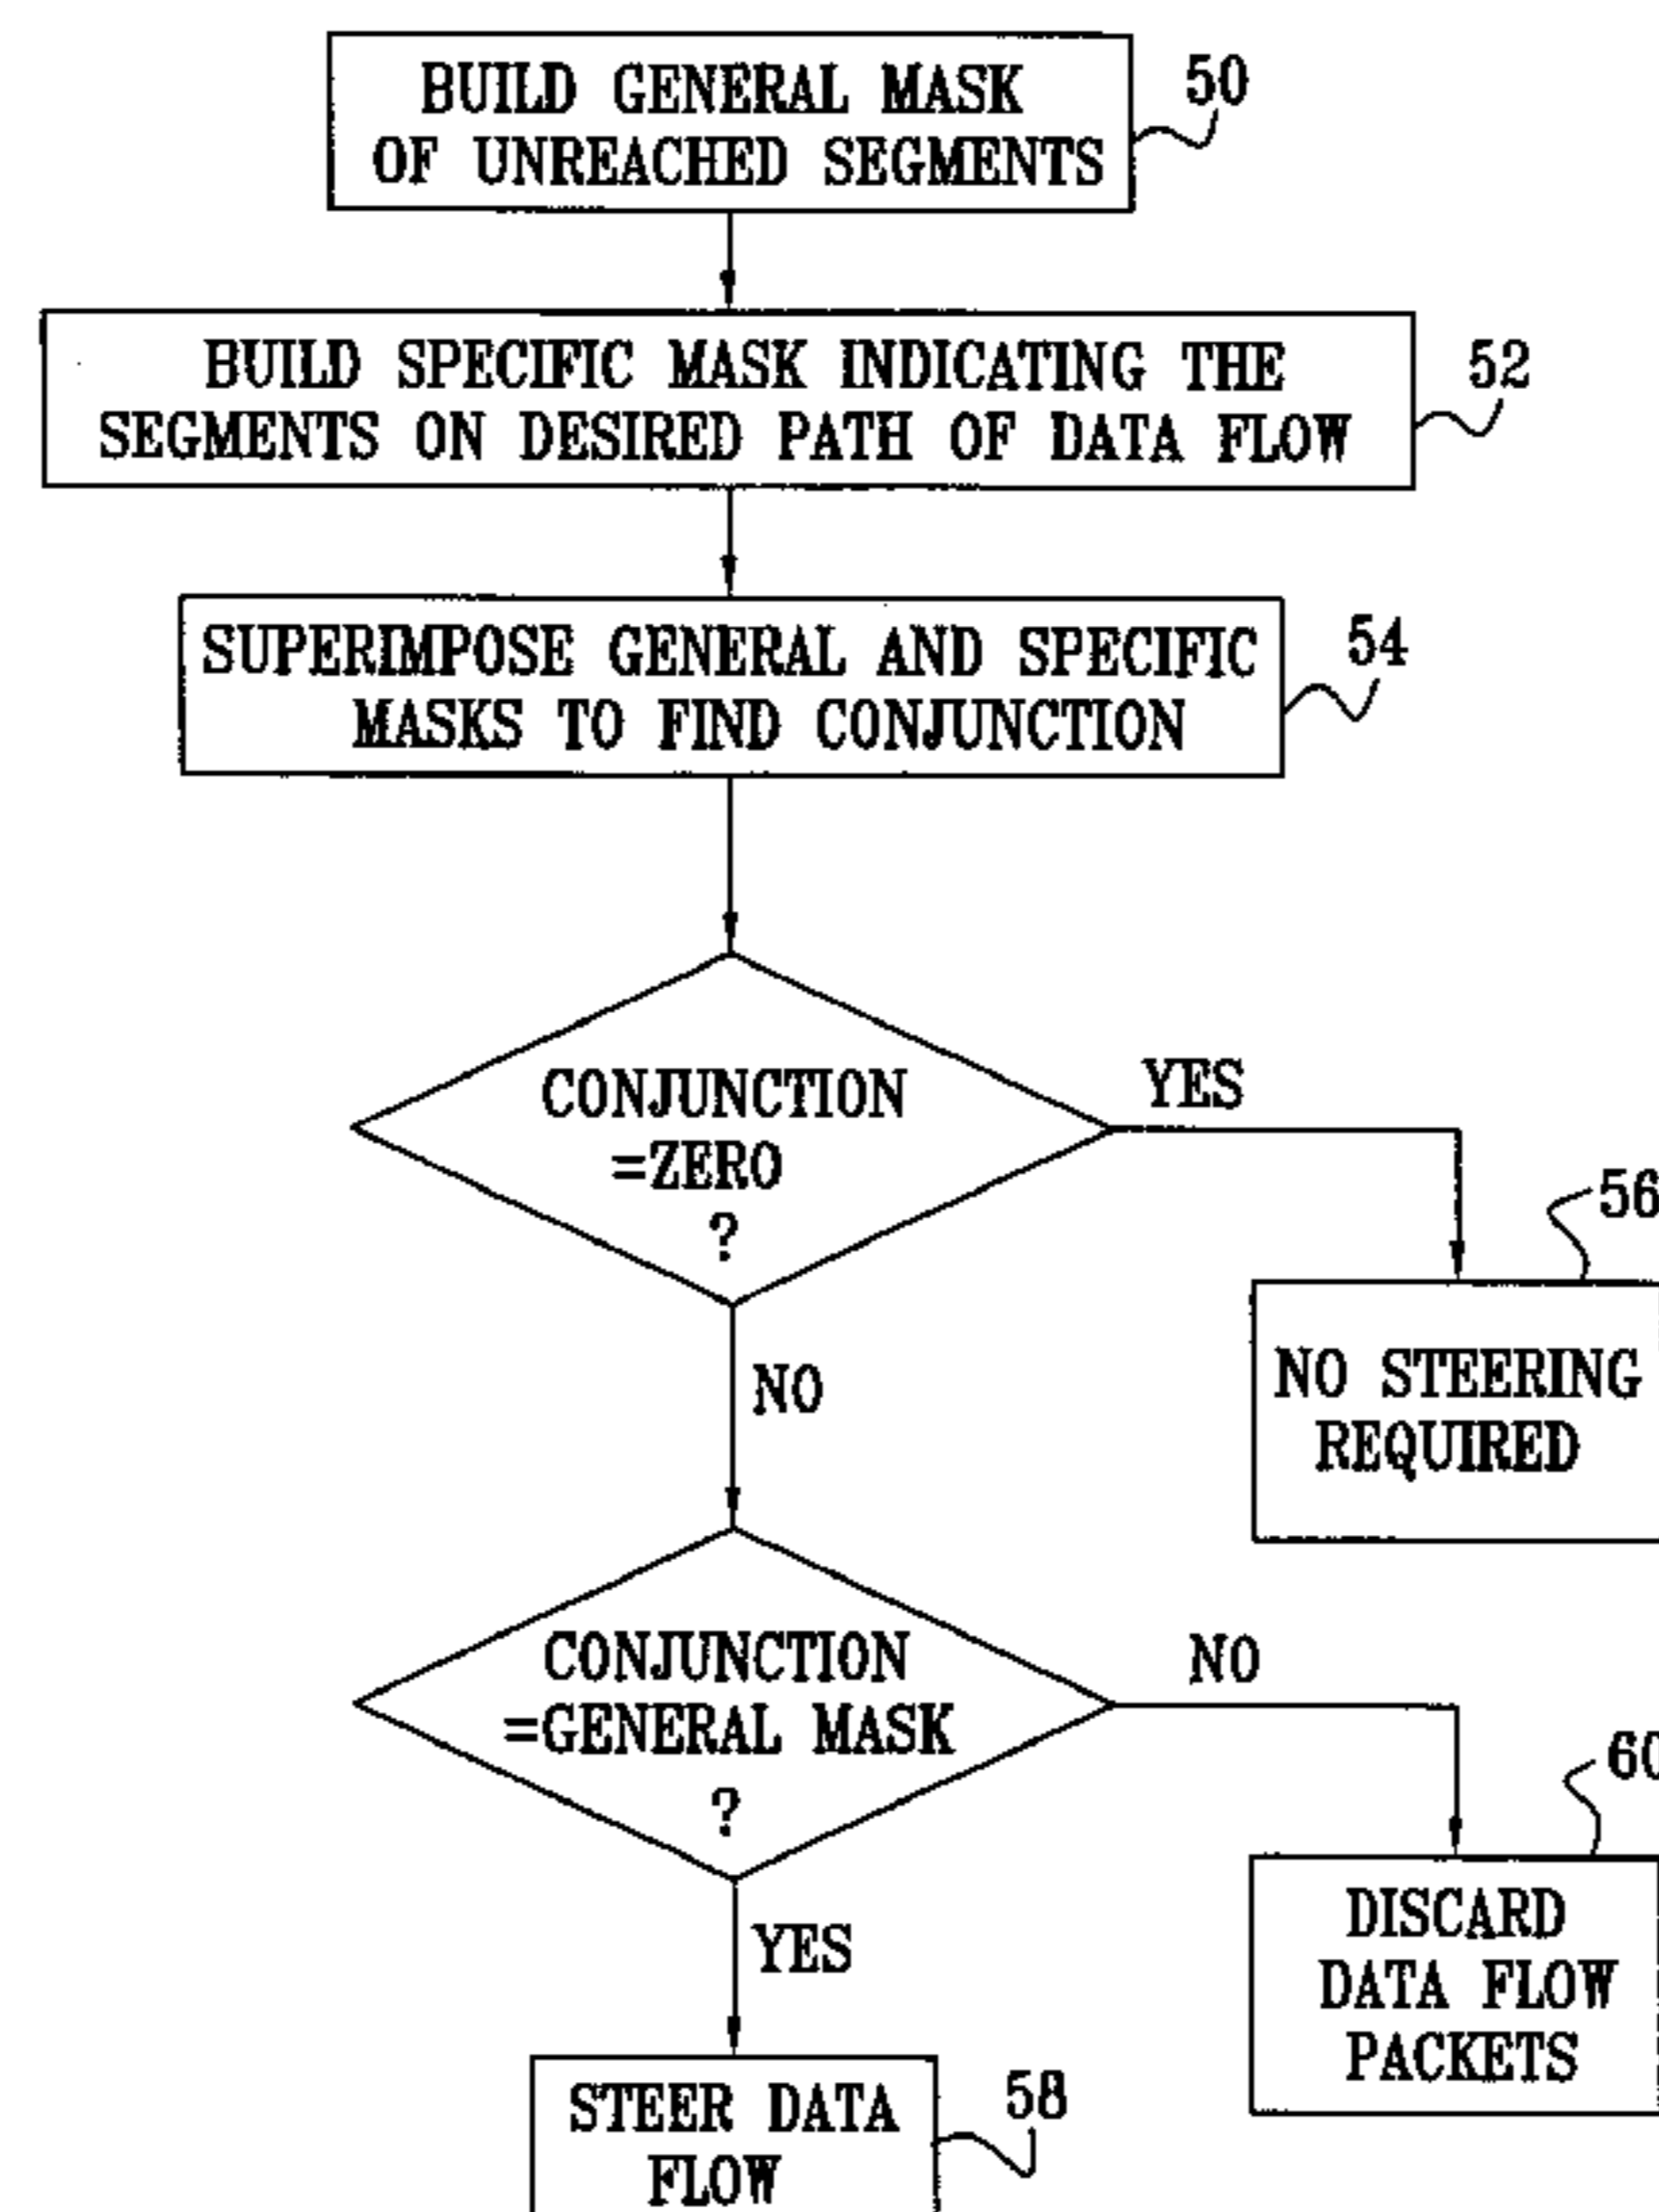 BUILD GENERAL MASK
OF UNREACHED SEGMENTS
50
BUILD SPECIFIC MASK INDICATING THE
SEGMENTS ON DESIRED PATH OF DATA FLOW
52
SUPERIMPOSE GENERAL AND SPECIFIC
MASKS TO FIND CONJUNCTION
54
CONJUNCTION
=ZERO
?
YES
56
NO STEERING
REQUIRED
NO
CONJUNCTION
=GENERAL MASK
?
NO
60
DISCARD
DATA FLOW
PACKETS
YES
STEER DATA
FLOW
58